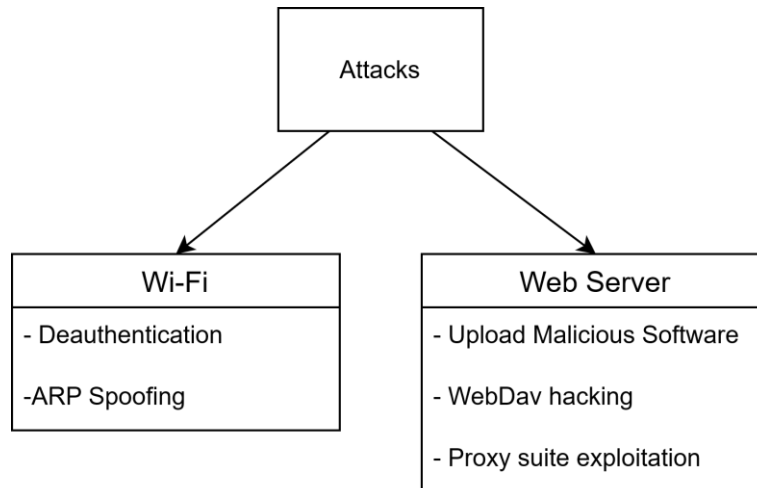 Attacks
Wi-Fi
- Deauthentication
-ARP Spoofing
Web Server
- Upload Malicious Software
- WebDav hacking
- Proxy suite exploitation